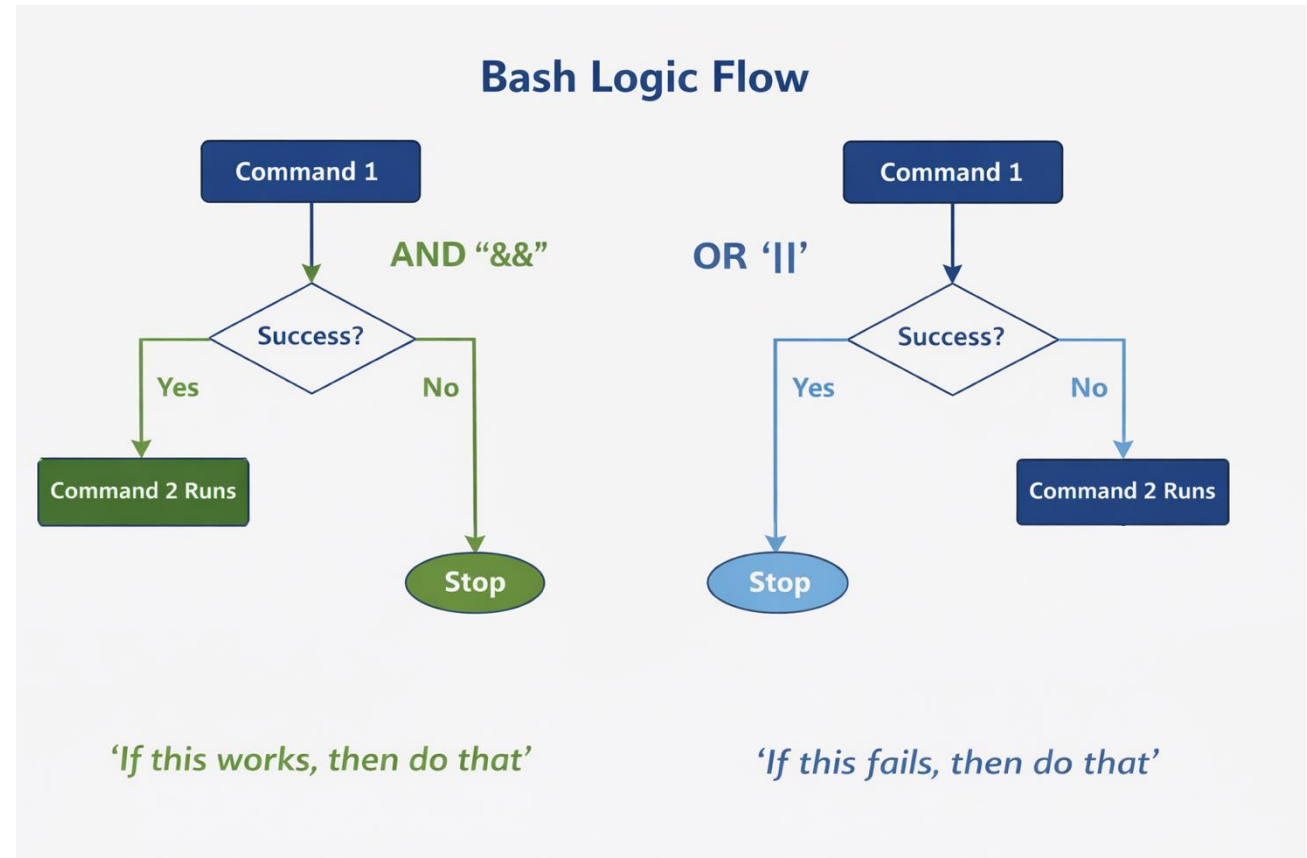 Bash Logic Flow
Command 1
AND “&&”
Success?
Yes
No
Command 2 Runs
Stop
‘If this works, then do that’
Command 1
OR ‘||’
Success?
Yes
No
Command 2 Runs
Stop
‘If this fails, then do that’